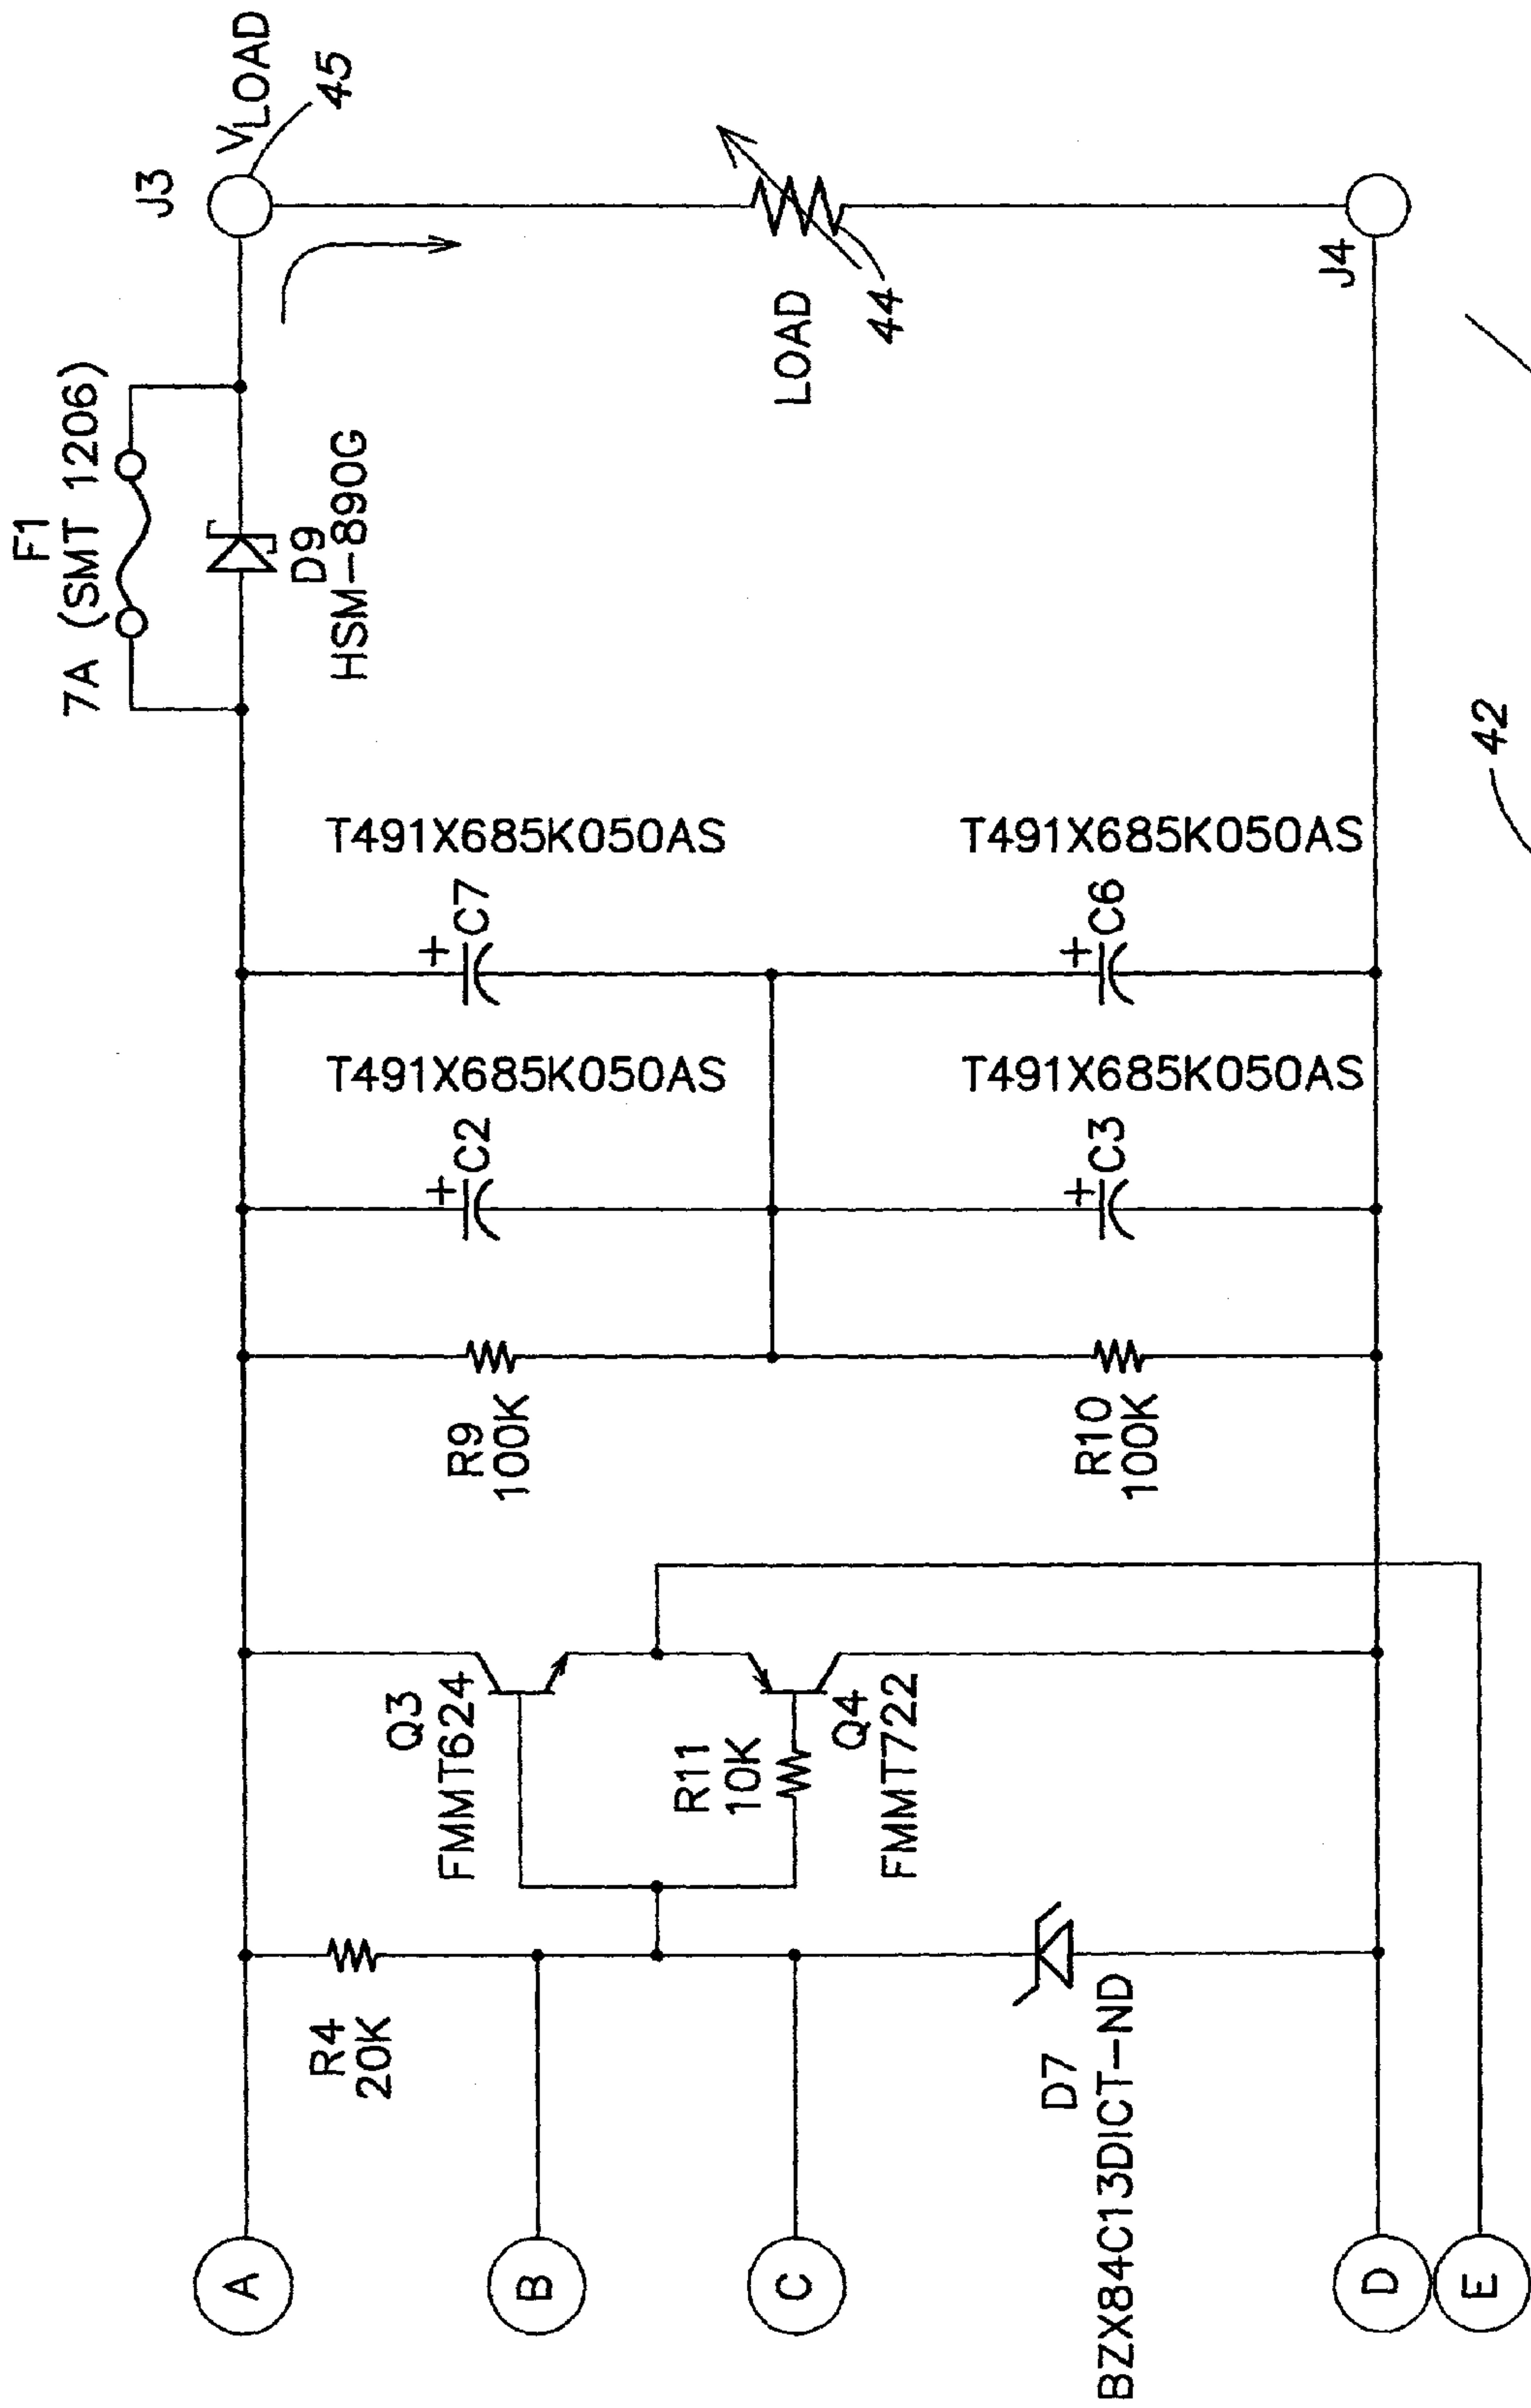 F1
7A (SMT 1206)
D9
HSM-890G
J3
VLOAD
45
LOAD
44
J4
42
T491X685K050AS
C7
T491X685K050AS
C6
T491X685K050AS
C2
T491X685K050AS
C3
R9
100K
R10
100K
Q3
FMMT624
R11
10K
Q4
FMMT722
R4
20K
D7
BZX84C13DICT-ND
A
B
C
D
E
+
+
+
+